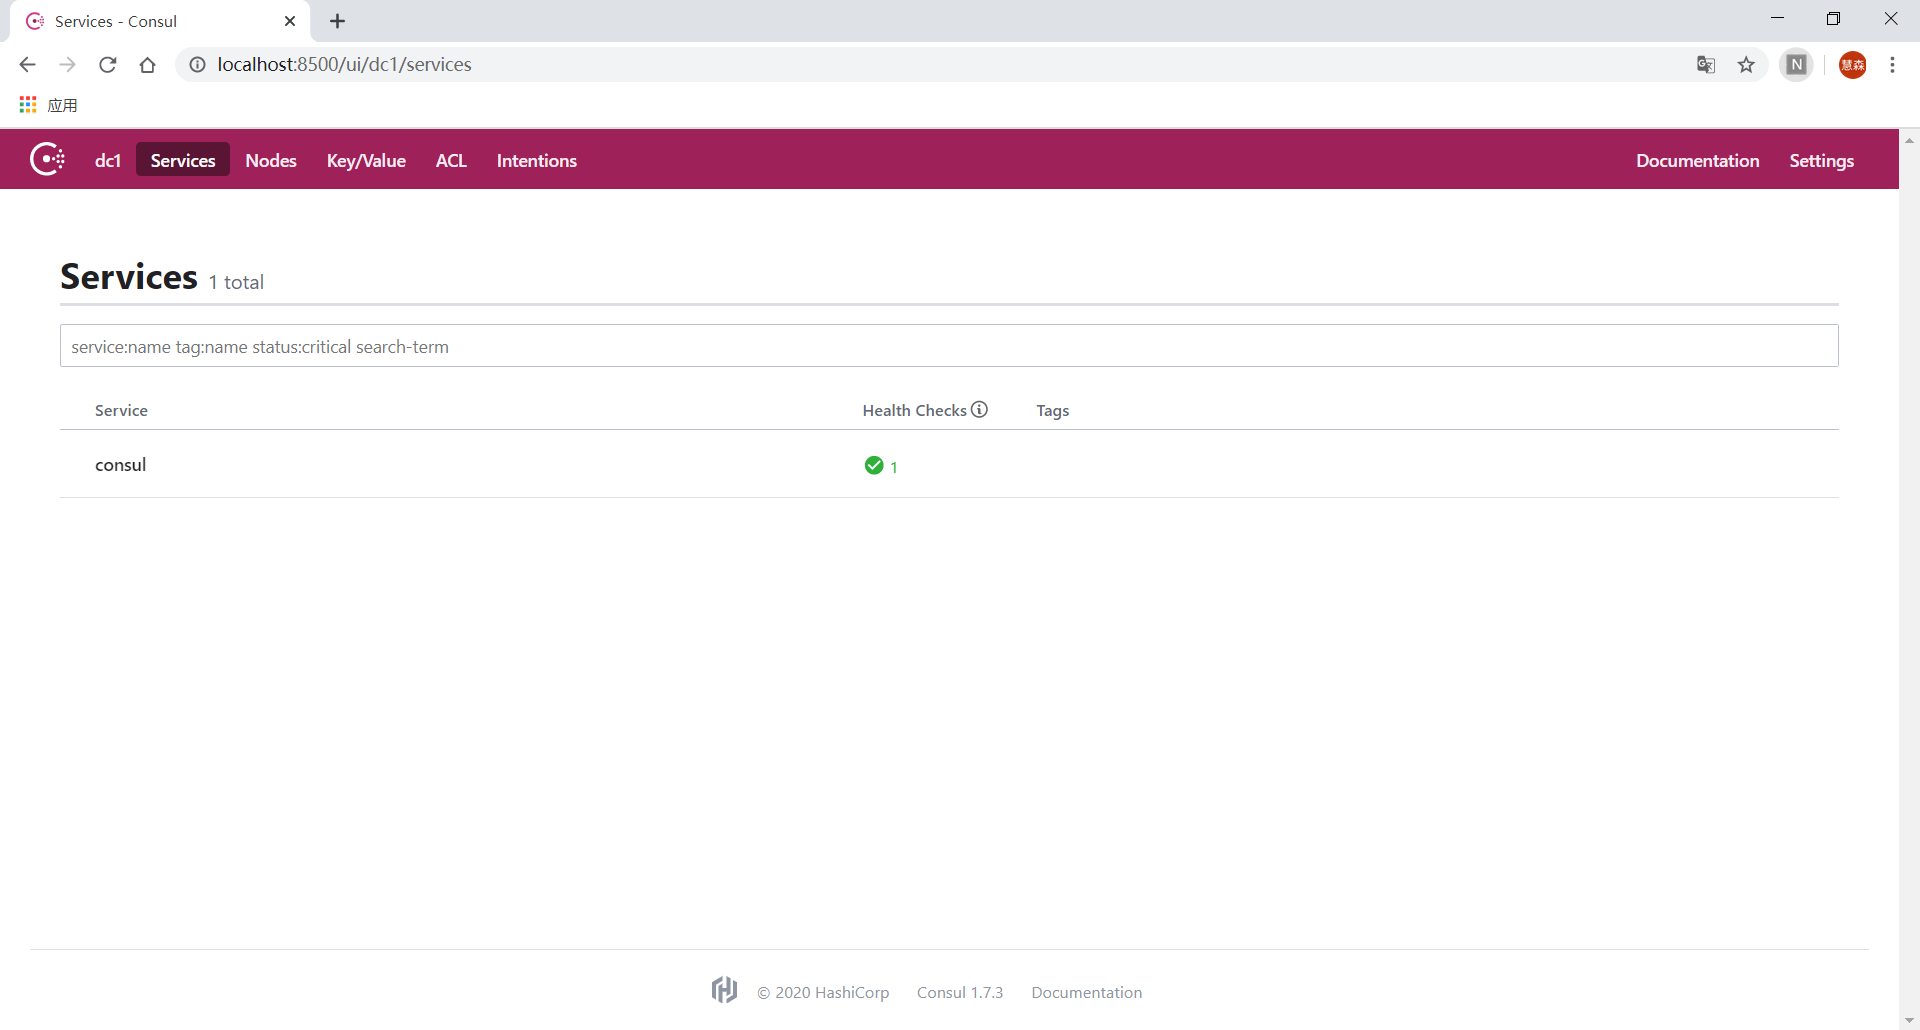 Services - Consul
localhost:8500/ui/dc1/services
N
慧森
应用
dc1 Services Nodes Key/Value ACL Intentions Documentation Settings
Services 1 total
service:name tag:name status:critical search-term
Service Health Checks Tags
consul 1
© 2020 HashiCorp Consul 1.7.3 Documentation